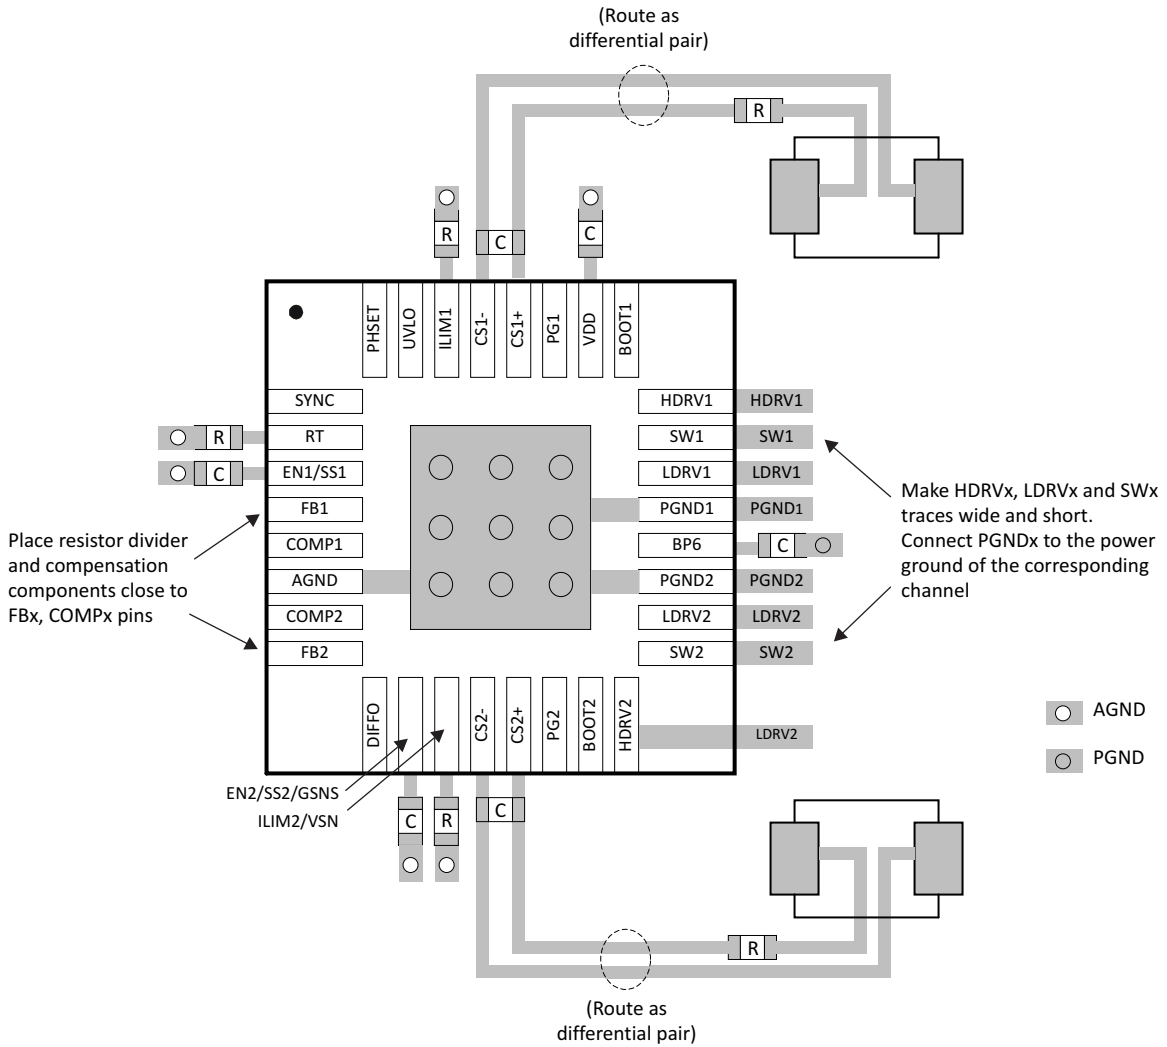 (Route as
differential pair)
R
R
C
C
PHSET
UVLO
ILIM1
CS1-
CS1+
PG1
VDD
BOOT1
SYNC
HDRV1
HDRV1
R
RT
SW1
SW1
C
EN1/SS1
LDRV1
LDRV1
FB1
PGND1
PGND1
COMP1
BP6
C
AGND
PGND2
PGND2
COMP2
LDRV2
LDRV2
FB2
SW2
SW2
Place resistor divider
and compensation
components close to
FBx, COMPx pins
Make HDRVx, LDRVx and SWx
traces wide and short.
Connect PGNDx to the power
ground of the corresponding
channel
DIFFO
CS2-
CS2+
PG2
BOOT2
HDRV2
LDRV2
AGND
PGND
EN2/SS2/GSNS
ILIM2/VSN
C
R
C
R
(Route as
differential pair)